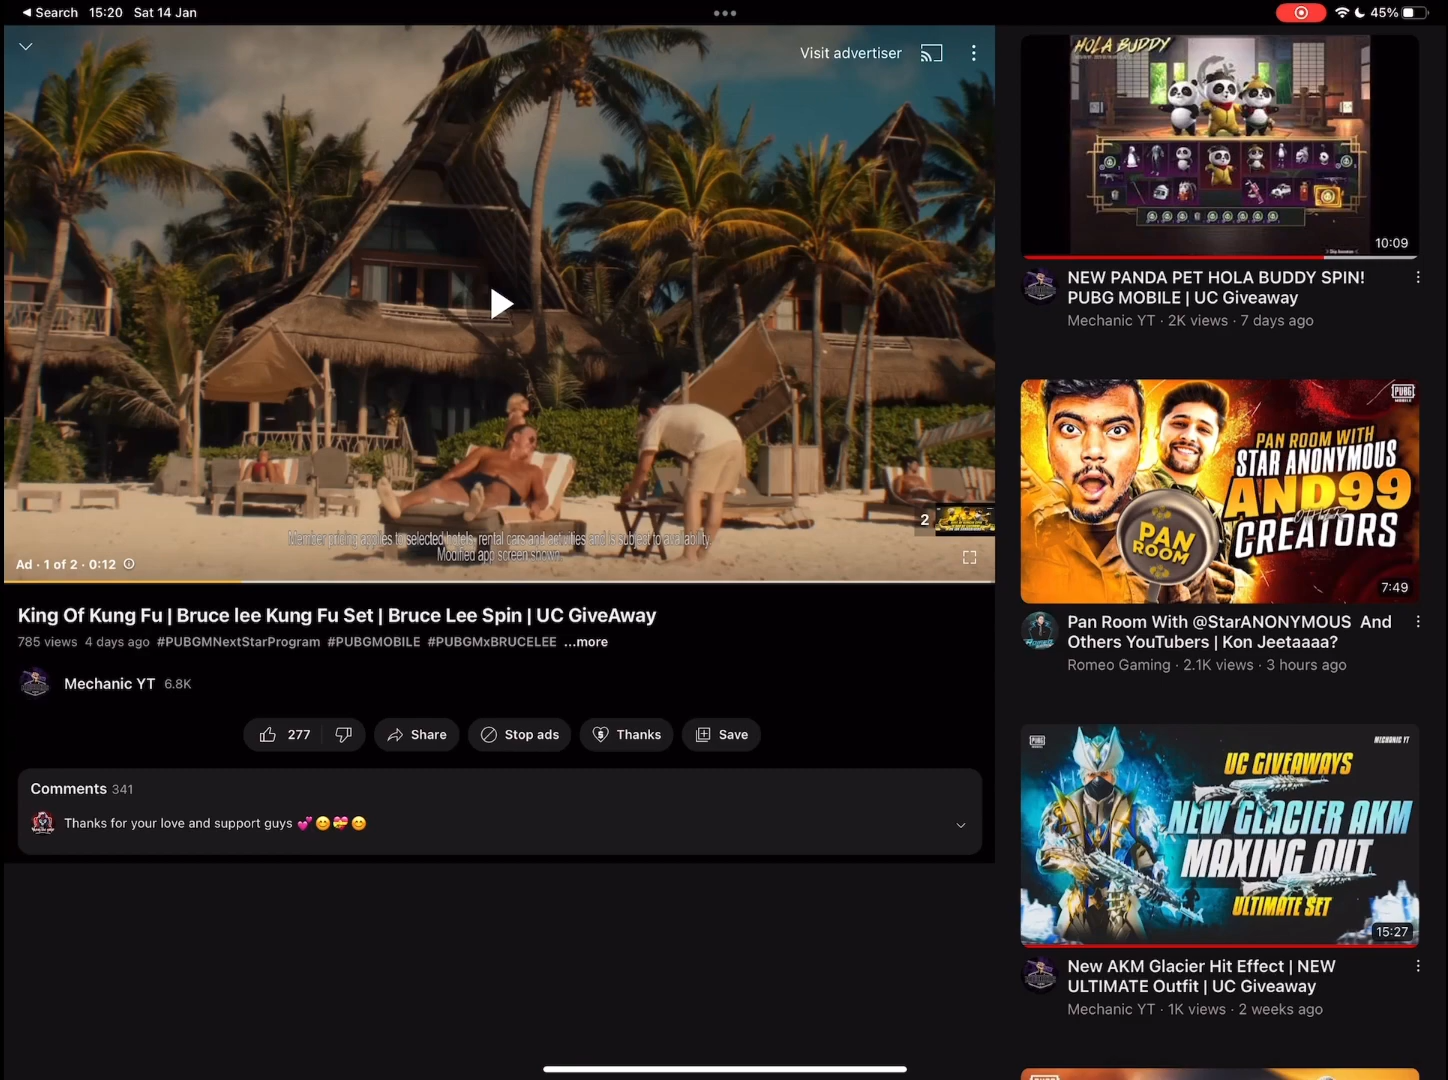 Search 15:20 Sat 14 Jan
45%
Visit advertiser
2
Member pricing applies to selected hotels, rental cars and activities and is subject to availability.
Modified app screen shown.
Ad · 1 of 2 · 0:12
King Of Kung Fu | Bruce lee Kung Fu Set | Bruce Lee Spin | UC GiveAway
785 views 4 days ago #PUBGMNextStarProgram #PUBGMOBILE #PUBGMxBRUCELEE ...more
Mechanic YT 6.8K
277
Share
Stop ads
Thanks
Save
Comments 341
Thanks for your love and support guys 💕😊💝😊
HOLA BUDDY
10:09
NEW PANDA PET HOLA BUDDY SPIN!
PUBG MOBILE | UC Giveaway
Mechanic YT · 2K views · 7 days ago
PUBG
MOBILE
PAN ROOM WITH
STAR ANONYMOUS
AND99
OTHER
CREATORS
PAN
ROOM
7:49
Pan Room With @StarANONYMOUS And
Others YouTubers | Kon Jeetaaaa?
Romeo Gaming · 2.1K views · 3 hours ago
PUBG
MOBILE
MECHANIC YT
UC GIVEAWAYS
NEW GLACIER AKM
MAXING OUT
ULTIMATE SET
15:27
New AKM Glacier Hit Effect | NEW
ULTIMATE Outfit | UC Giveaway
Mechanic YT · 1K views · 2 weeks ago